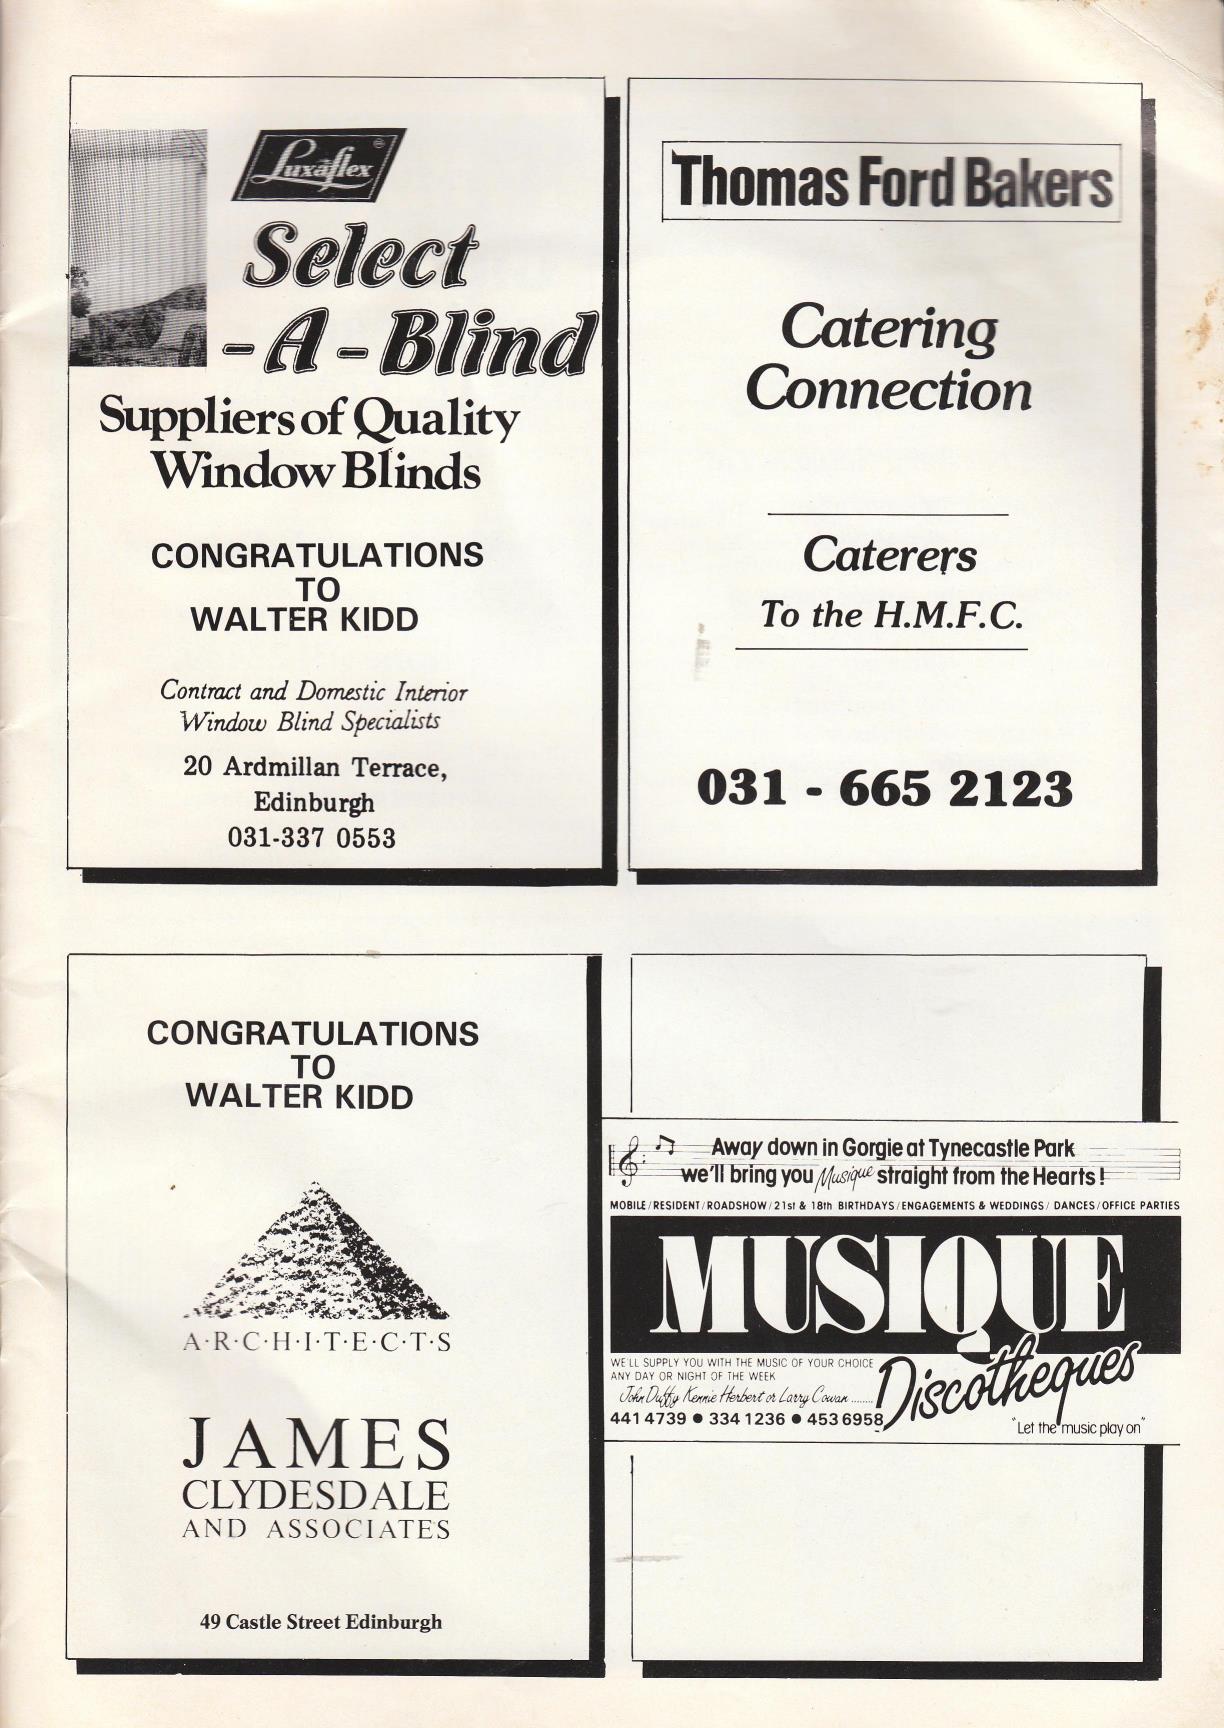 Luxaflex
Select
-A-Blind
Suppliers of Quality
Window Blinds
CONGRATULATIONS
TO
WALTER KIDD
Contract and Domestic Interior
Window Blind Specialists
20 Ardmillan Terrace,
Edinburgh
031-337 0553
Thomas Ford Bakers
Catering
Connection
Caterers
To the H.M.F.C.
031 - 665 2123
CONGRATULATIONS
TO
WALTER KIDD
A·R·C·H·I·T·E·C·T·S
JAMES
CLYDESDALE
AND ASSOCIATES
49 Castle Street Edinburgh
Away down in Gorgie at Tynecastle Park
we'll bring you Musique straight from the Hearts!
MOBILE/RESIDENT/ROADSHOW/21st & 18th BIRTHDAYS/ENGAGEMENTS & WEDDINGS/DANCES/OFFICE PARTIES
MUSIQUE
Discotheques
WE'LL SUPPLY YOU WITH THE MUSIC OF YOUR CHOICE
ANY DAY OR NIGHT OF THE WEEK
John Duffy Kennie Herbert or Larry Cowan ........
441 4739 ● 334 1236 ● 453 6958
"Let the music play on"